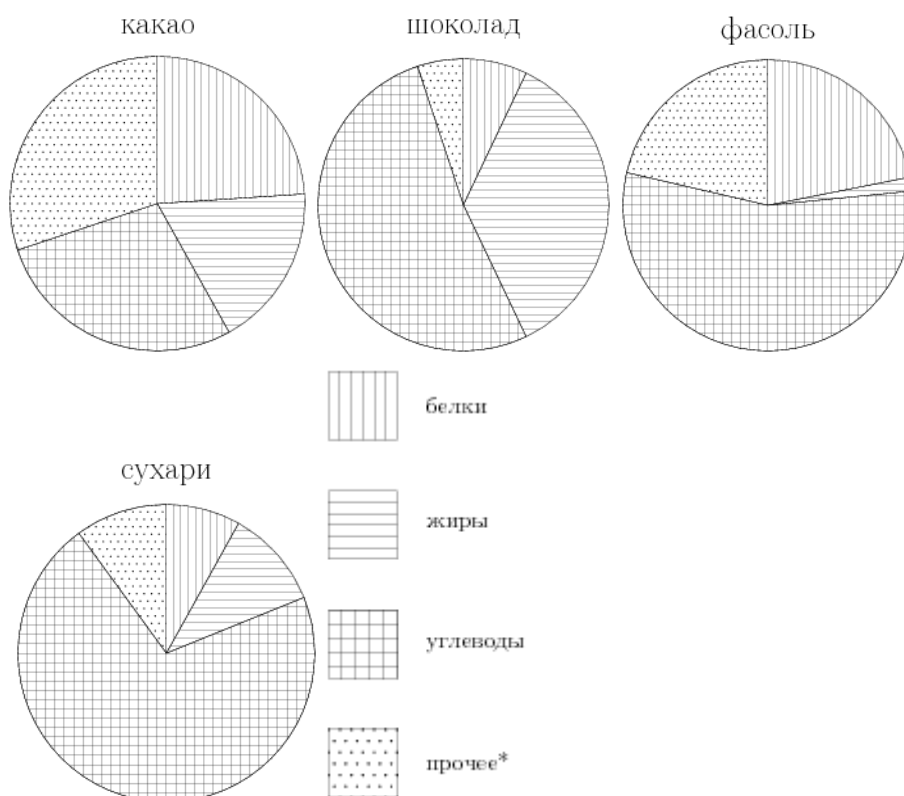 какао
шоколад
фасоль
белки
сухари
жиры
углеводы
прочее*